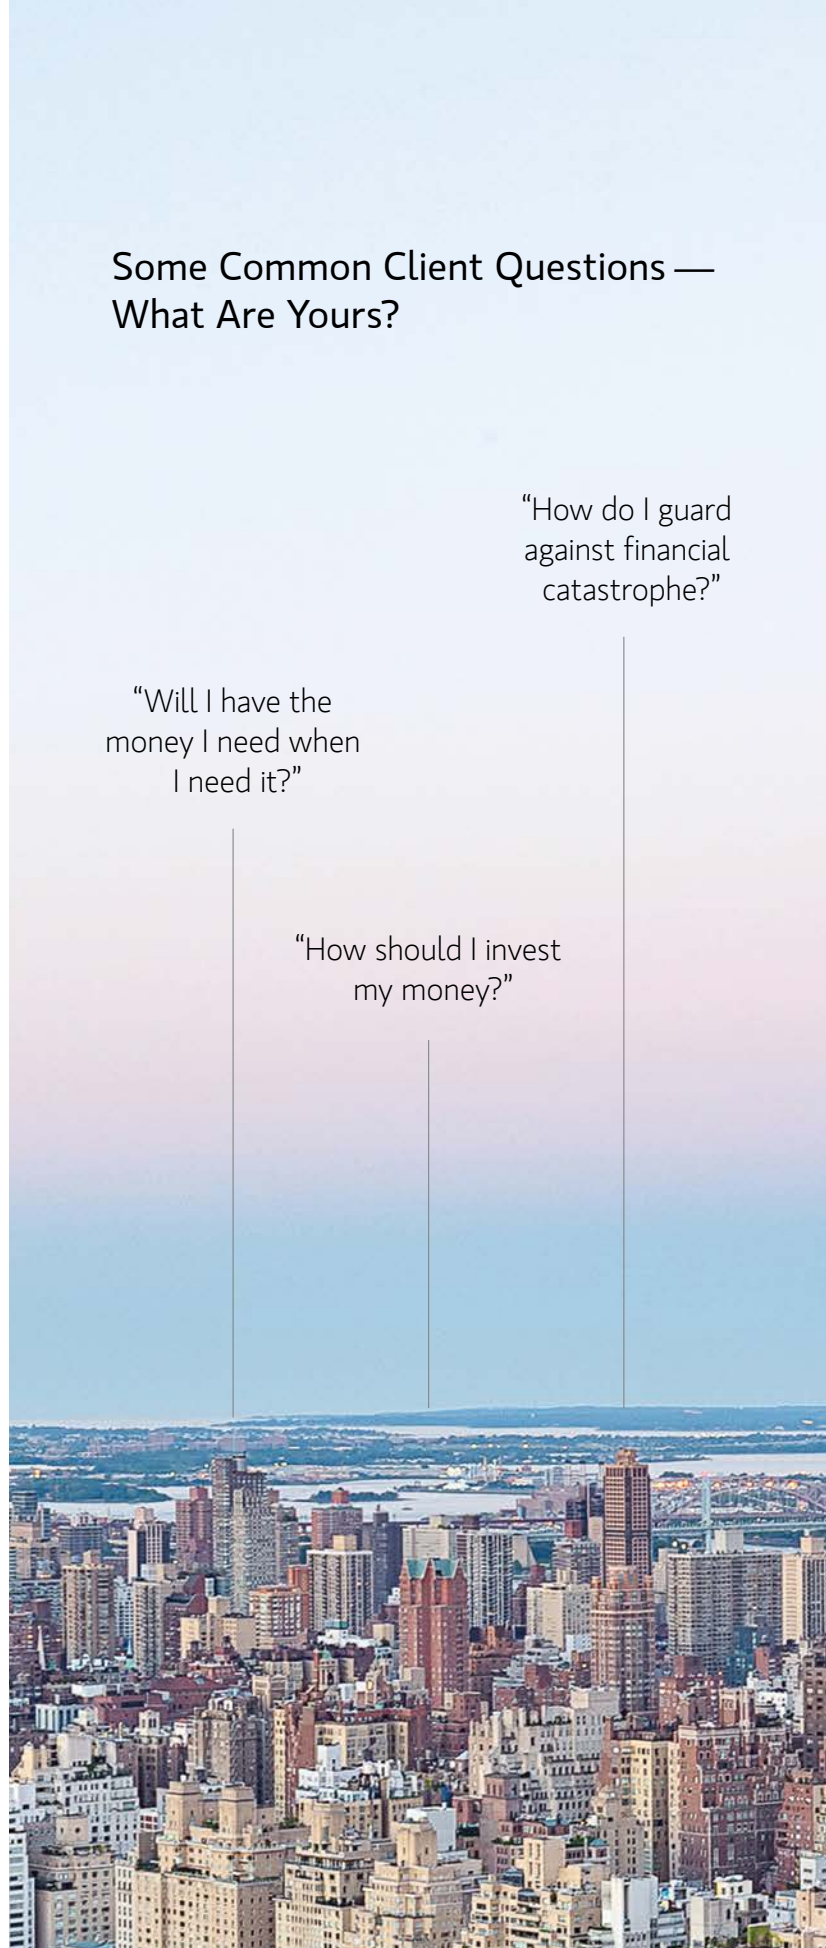 Some Common Client Questions —
What Are Yours?
“How do I guard
against financial
catastrophe?”
“Will I have the
money I need when
I need it?”
“How should I invest
my money?”